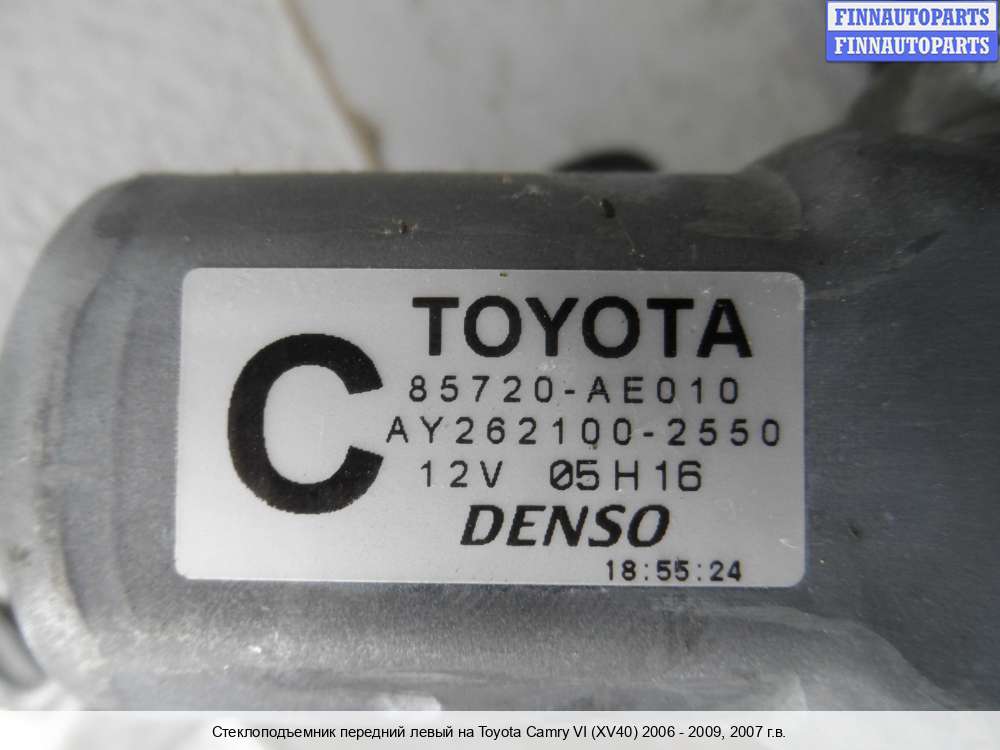 FINNAUTOPARTS
FINNAUTOPARTS
TOYOTA
C
85720-AE010
AY262100-2550
12V 05H16
DENSO
18:55:24
Стеклоподъемник передний левый на Toyota Camry VI (XV40) 2006 - 2009, 2007 г.в.